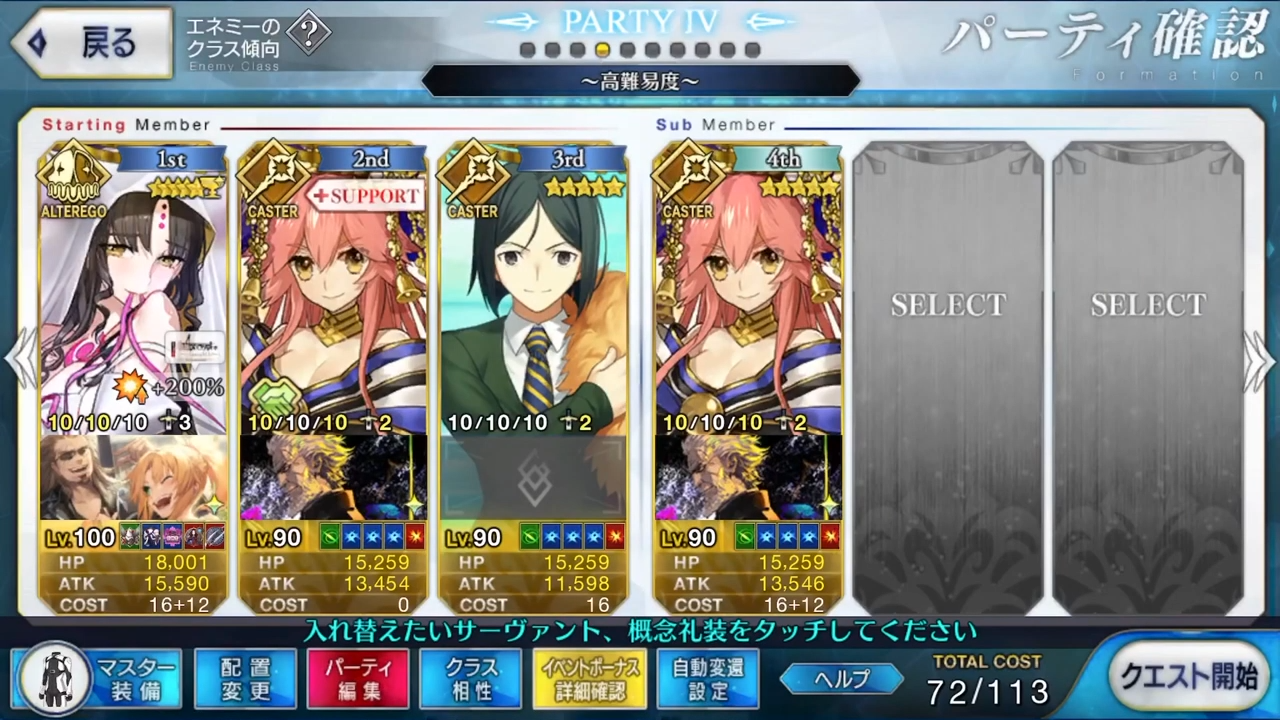 戻る
エネミーの
クラス傾向
Enemy Class
?
PARTY IV
～高難易度～
パーティ確認
Formation
Starting Member
Sub Member
1st
ALTEREGO
+200%
10/10/10 3
Lv.100
HP 18,001
ATK 15,590
COST 16+12
2nd
CASTER
+SUPPORT
10/10/10 2
Lv.90
HP 15,259
ATK 13,454
COST 0
3rd
CASTER
10/10/10 2
Lv.90
HP 15,259
ATK 11,598
COST 16
4th
CASTER
10/10/10 2
Lv.90
HP 15,259
ATK 13,546
COST 16+12
SELECT
SELECT
入れ替えたいサーヴァント、概念礼装をタッチしてください
マスター
装備
配置
変更
パーティ
編集
クラス
相性
イベントボーナス
詳細確認
自動変還
設定
ヘルプ
TOTAL COST
72/113
クエスト開始